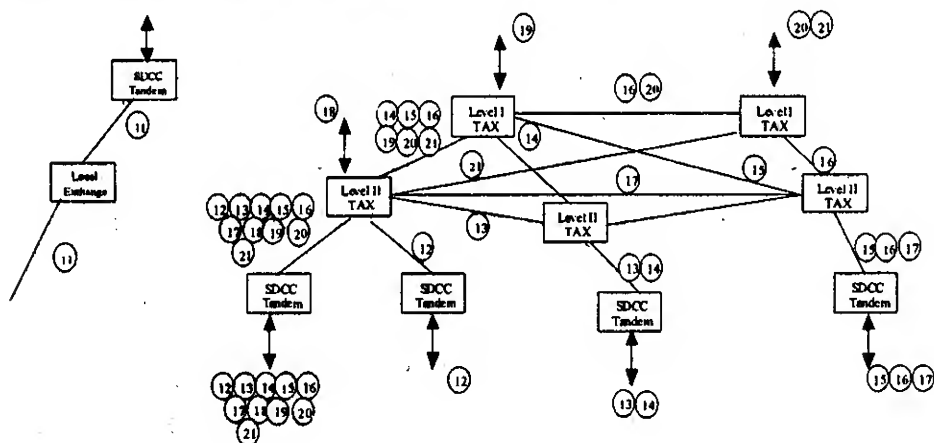 19
20 21
SDCC
Tandem
11
Local
Exchange
11
18
14 15 16
19 20 21
Level I
TAX
14
16 20
Level I
TAX
21
17
15
16
12 13 14 15 16
17 18 19 20
21
Level II
TAX
13
Level II
TAX
Level II
TAX
12
13 14
15 16 17
SDCC
Tandem
SDCC
Tandem
SDCC
Tandem
SDCC
Tandem
12 13 14 15 16
17 18 19 20
21
12
13 14
15 16 17